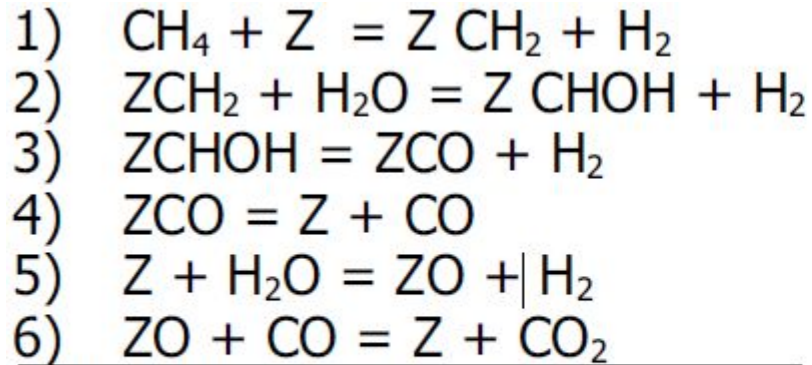 1) CH₄ + Z = Z CH₂ + H₂
2) ZCH₂ + H₂O = Z CHOH + H₂
3) ZCHOH = ZCO + H₂
4) ZCO = Z + CO
5) Z + H₂O = ZO + H₂
6) ZO + CO = Z + CO₂